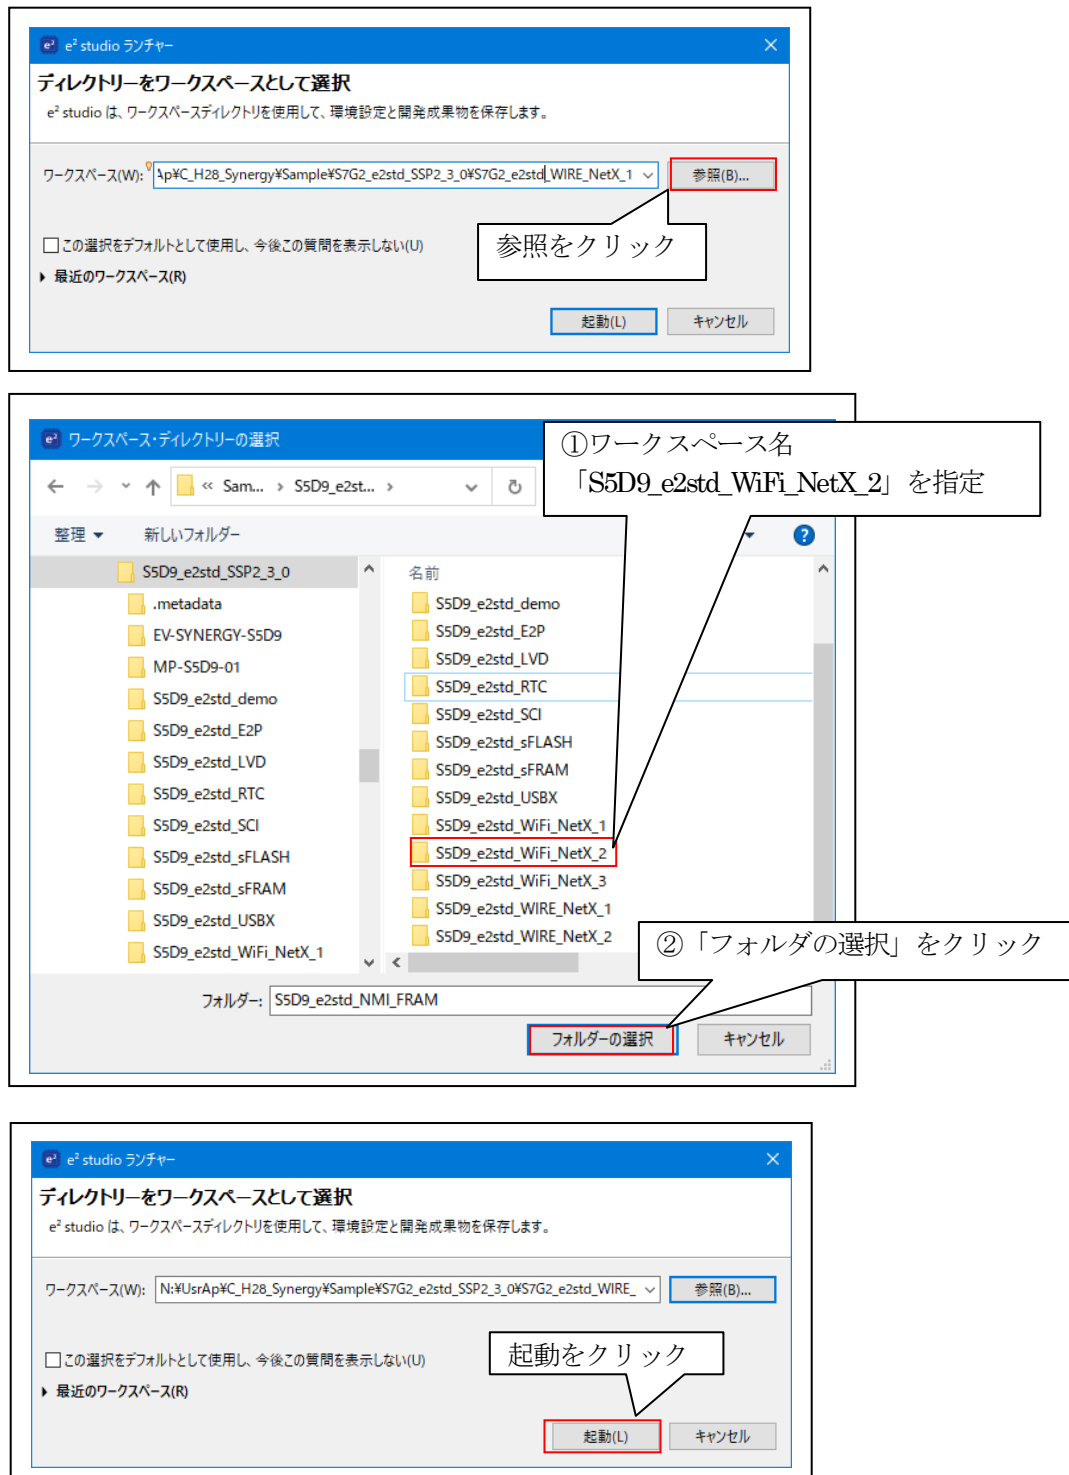 e² studio ランチャー
ディレクトリーをワークスペースとして選択
e² studio は、ワークスペースディレクトリを使用して、環境設定と開発成果物を保存します。
ワークスペース(W): Ap¥C_H28_Synergy¥Sample¥S7G2_e2std_SSP2_3_0¥S7G2_e2std_WIRE_NetX_1 参照(B)...
参照をクリック
この選択をデフォルトとして使用し、今後この質問を表示しない(U)
最近のワークスペース(R)
起動(L) キャンセル
ワークスペース・ディレクトリーの選択
①ワークスペース名
「S5D9_e2std_WiFi_NetX_2」を指定
« Sam... › S5D9_e2st... ›
整理 新しいフォルダー
S5D9_e2std_SSP2_3_0
.metadata
EV-SYNERGY-S5D9
MP-S5D9-01
S5D9_e2std_demo
S5D9_e2std_E2P
S5D9_e2std_LVD
S5D9_e2std_RTC
S5D9_e2std_SCI
S5D9_e2std_sFLASH
S5D9_e2std_sFRAM
S5D9_e2std_USBX
S5D9_e2std_WiFi_NetX_1
名前
S5D9_e2std_demo
S5D9_e2std_E2P
S5D9_e2std_LVD
S5D9_e2std_RTC
S5D9_e2std_SCI
S5D9_e2std_sFLASH
S5D9_e2std_sFRAM
S5D9_e2std_USBX
S5D9_e2std_WiFi_NetX_1
S5D9_e2std_WiFi_NetX_2
S5D9_e2std_WiFi_NetX_3
S5D9_e2std_WIRE_NetX_1
S5D9_e2std_WIRE_NetX_2
②「フォルダの選択」をクリック
フォルダー: S5D9_e2std_NMI_FRAM
フォルダーの選択 キャンセル
e² studio ランチャー
ディレクトリーをワークスペースとして選択
e² studio は、ワークスペースディレクトリを使用して、環境設定と開発成果物を保存します。
ワークスペース(W): N:¥UsrAp¥C_H28_Synergy¥Sample¥S7G2_e2std_SSP2_3_0¥S7G2_e2std_WIRE_ 参照(B)...
起動をクリック
この選択をデフォルトとして使用し、今後この質問を表示しない(U)
最近のワークスペース(R)
起動(L) キャンセル